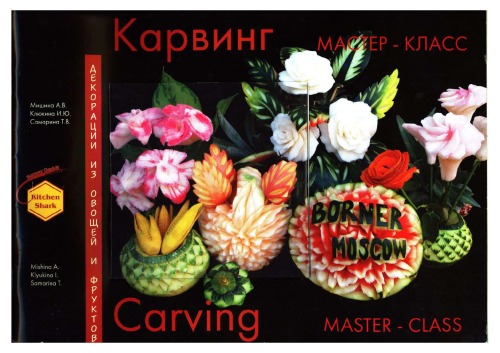 Мишина А.В.
Клюкина И.Ю.
Самарина Т.В.
Kitchen
Shark
Mishina A.
Klyukina I.
Samarina T.
ДЕКОРАЦИИ ИЗ ОВОЩЕЙ И ФРУКТОВ
Карвинг
МАСТЕР - КЛАСС
BORNER
MOSCOW
Carving
MASTER - CLASS